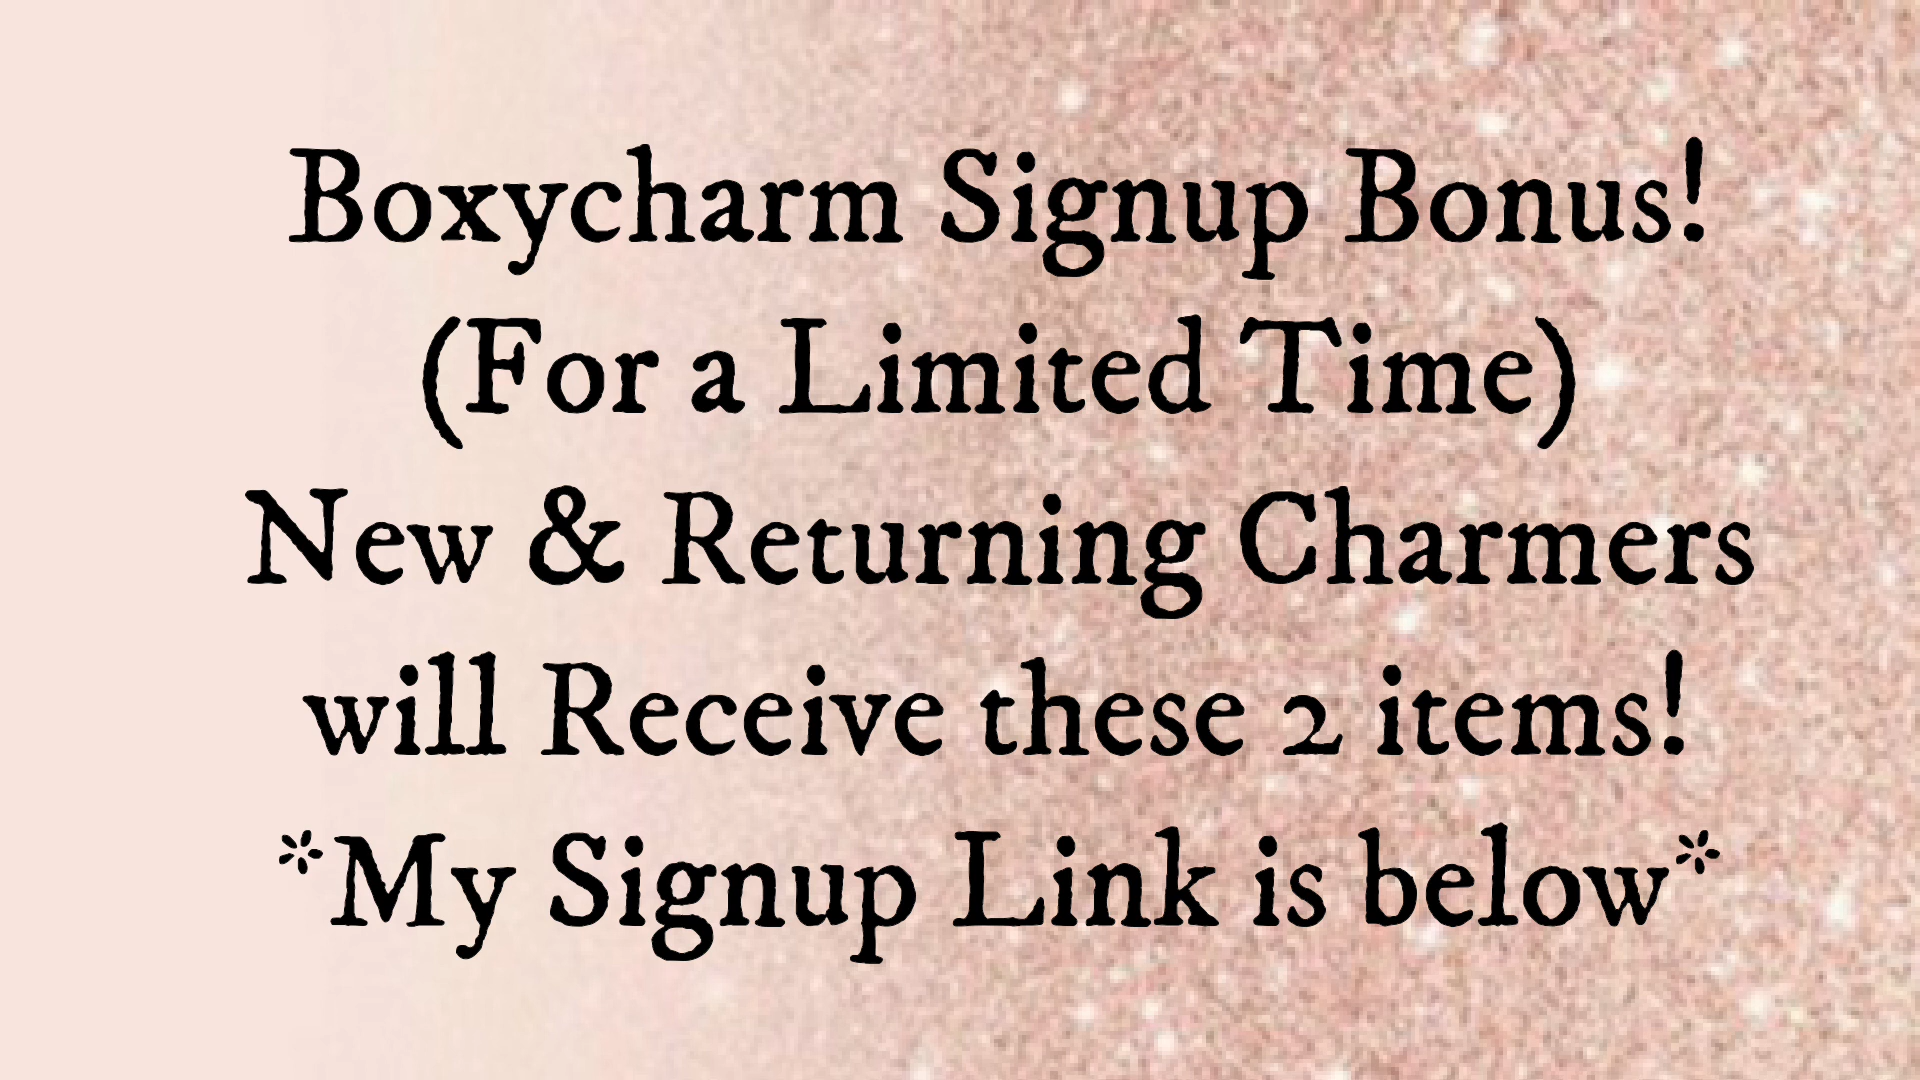 Boxycharm Signup Bonus!
(For a Limited Time)
New & Returning Charmers
will Receive these 2 items!
*My Signup Link is below*